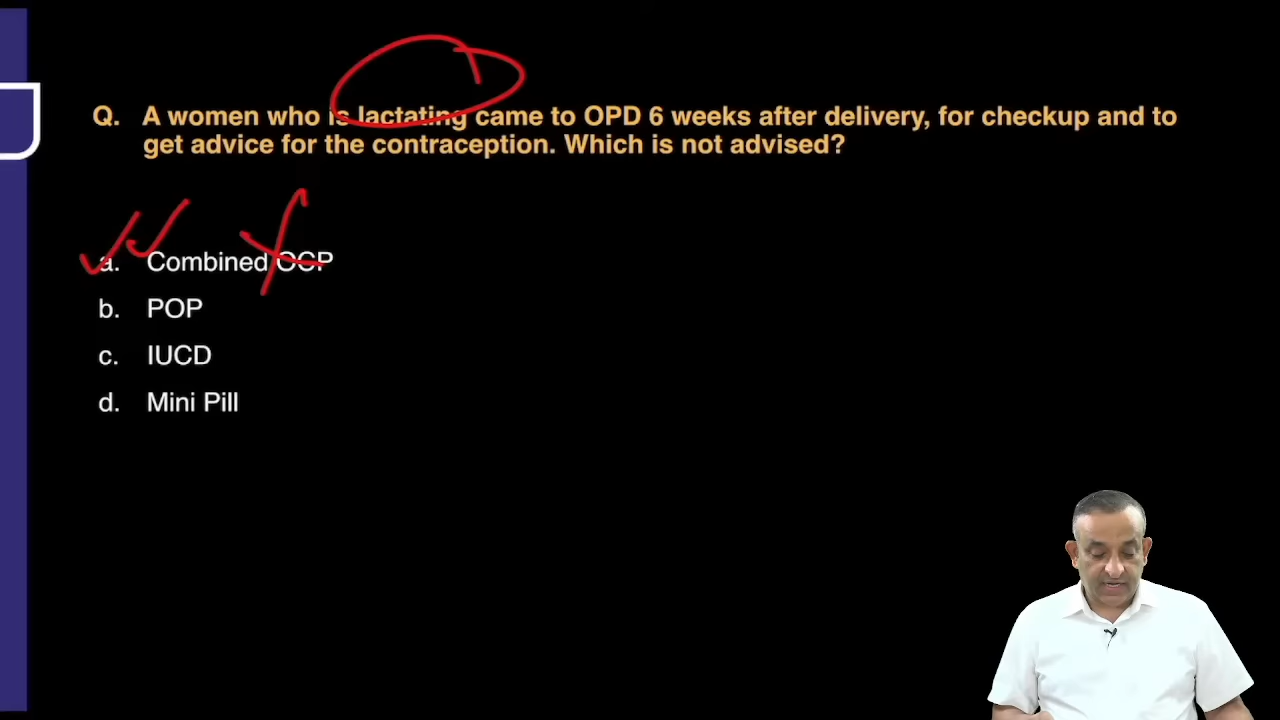 Q. A women who is lactating came to OPD 6 weeks after delivery, for checkup and to
get advice for the contraception. Which is not advised?
a. Combined OCP
b. POP
c. IUCD
d. Mini Pill